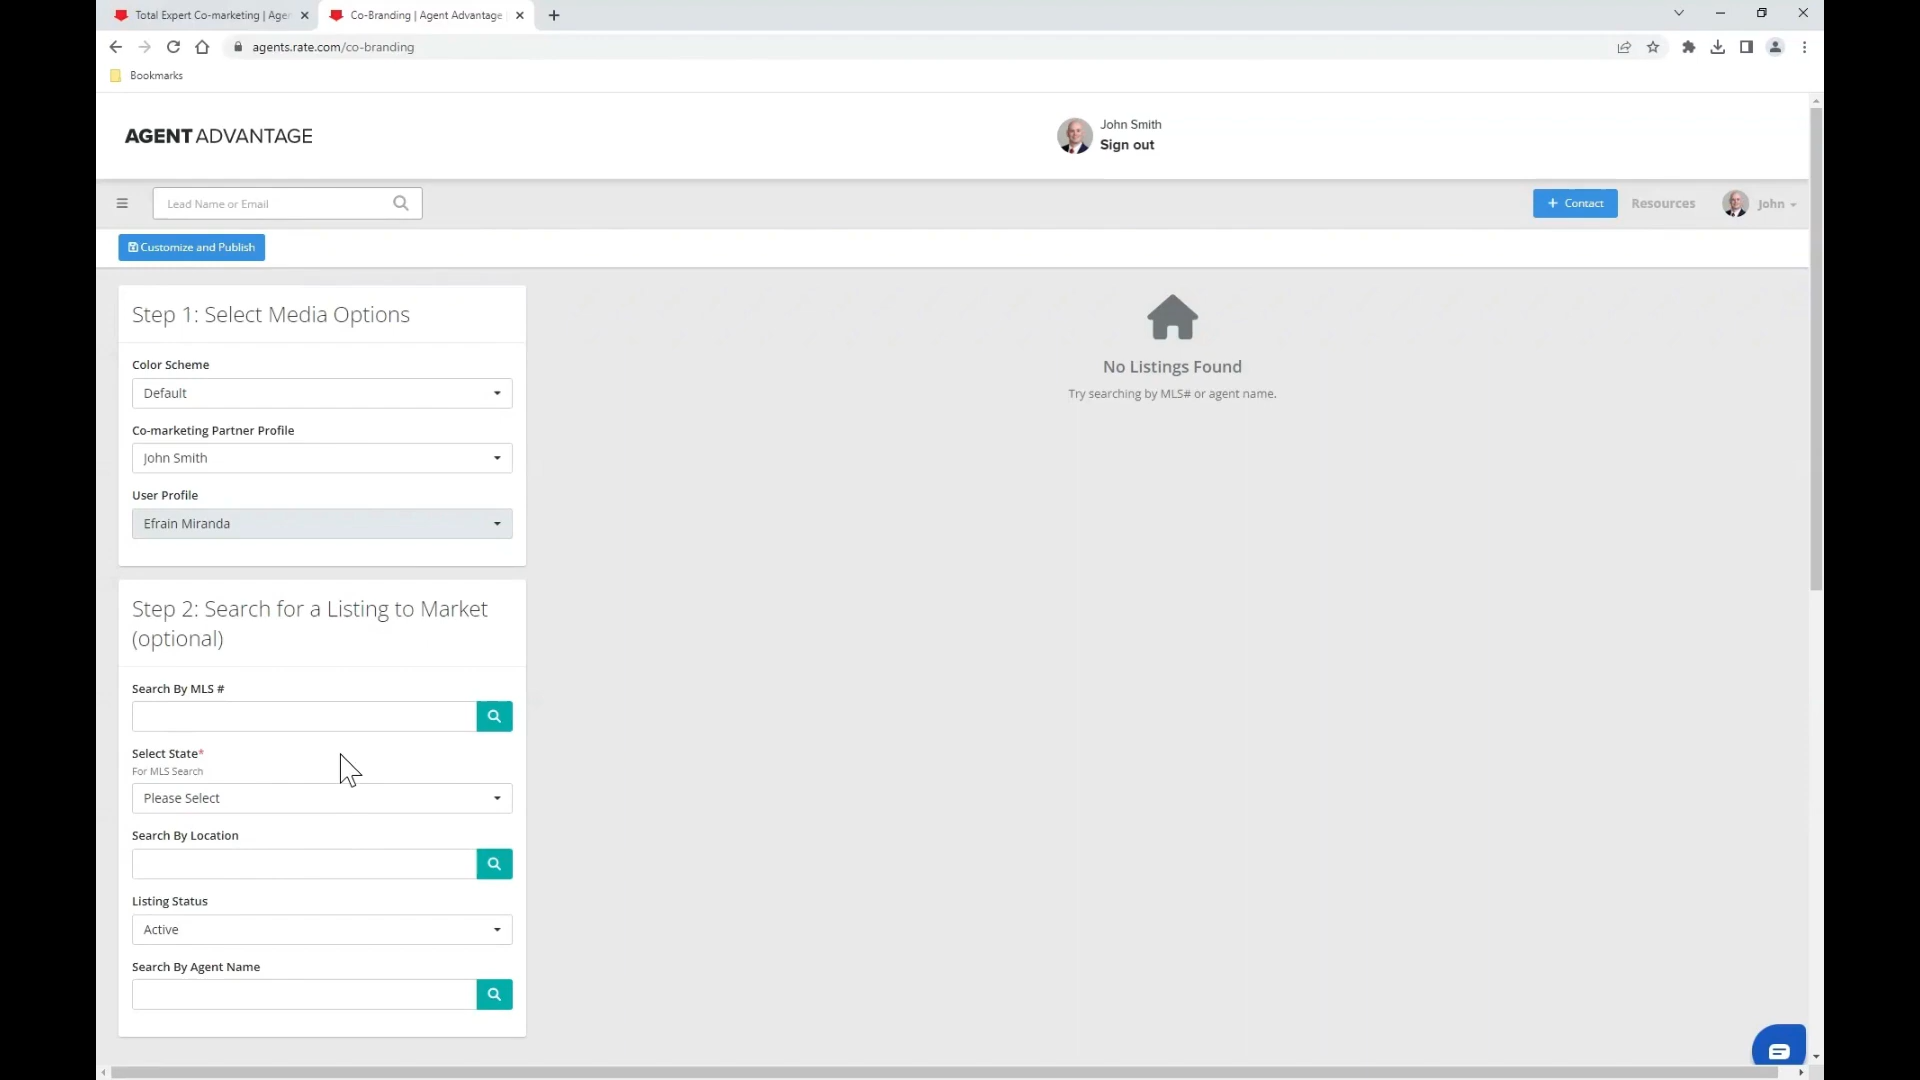 Total Expert Co-marketing | Age
Co-Branding | Agent Advantage
agents.rate.com/co-branding
Bookmarks
AGENT ADVANTAGE
John Smith
Sign out
Lead Name or Email
+ Contact
Resources
John
Customize and Publish
Step 1: Select Media Options
Color Scheme
Default
Co-marketing Partner Profile
John Smith
User Profile
Efrain Miranda
No Listings Found
Try searching by MLS# or agent name.
Step 2: Search for a Listing to Market
(optional)
Search By MLS #
Select State*
For MLS Search
Please Select
Search By Location
Listing Status
Active
Search By Agent Name